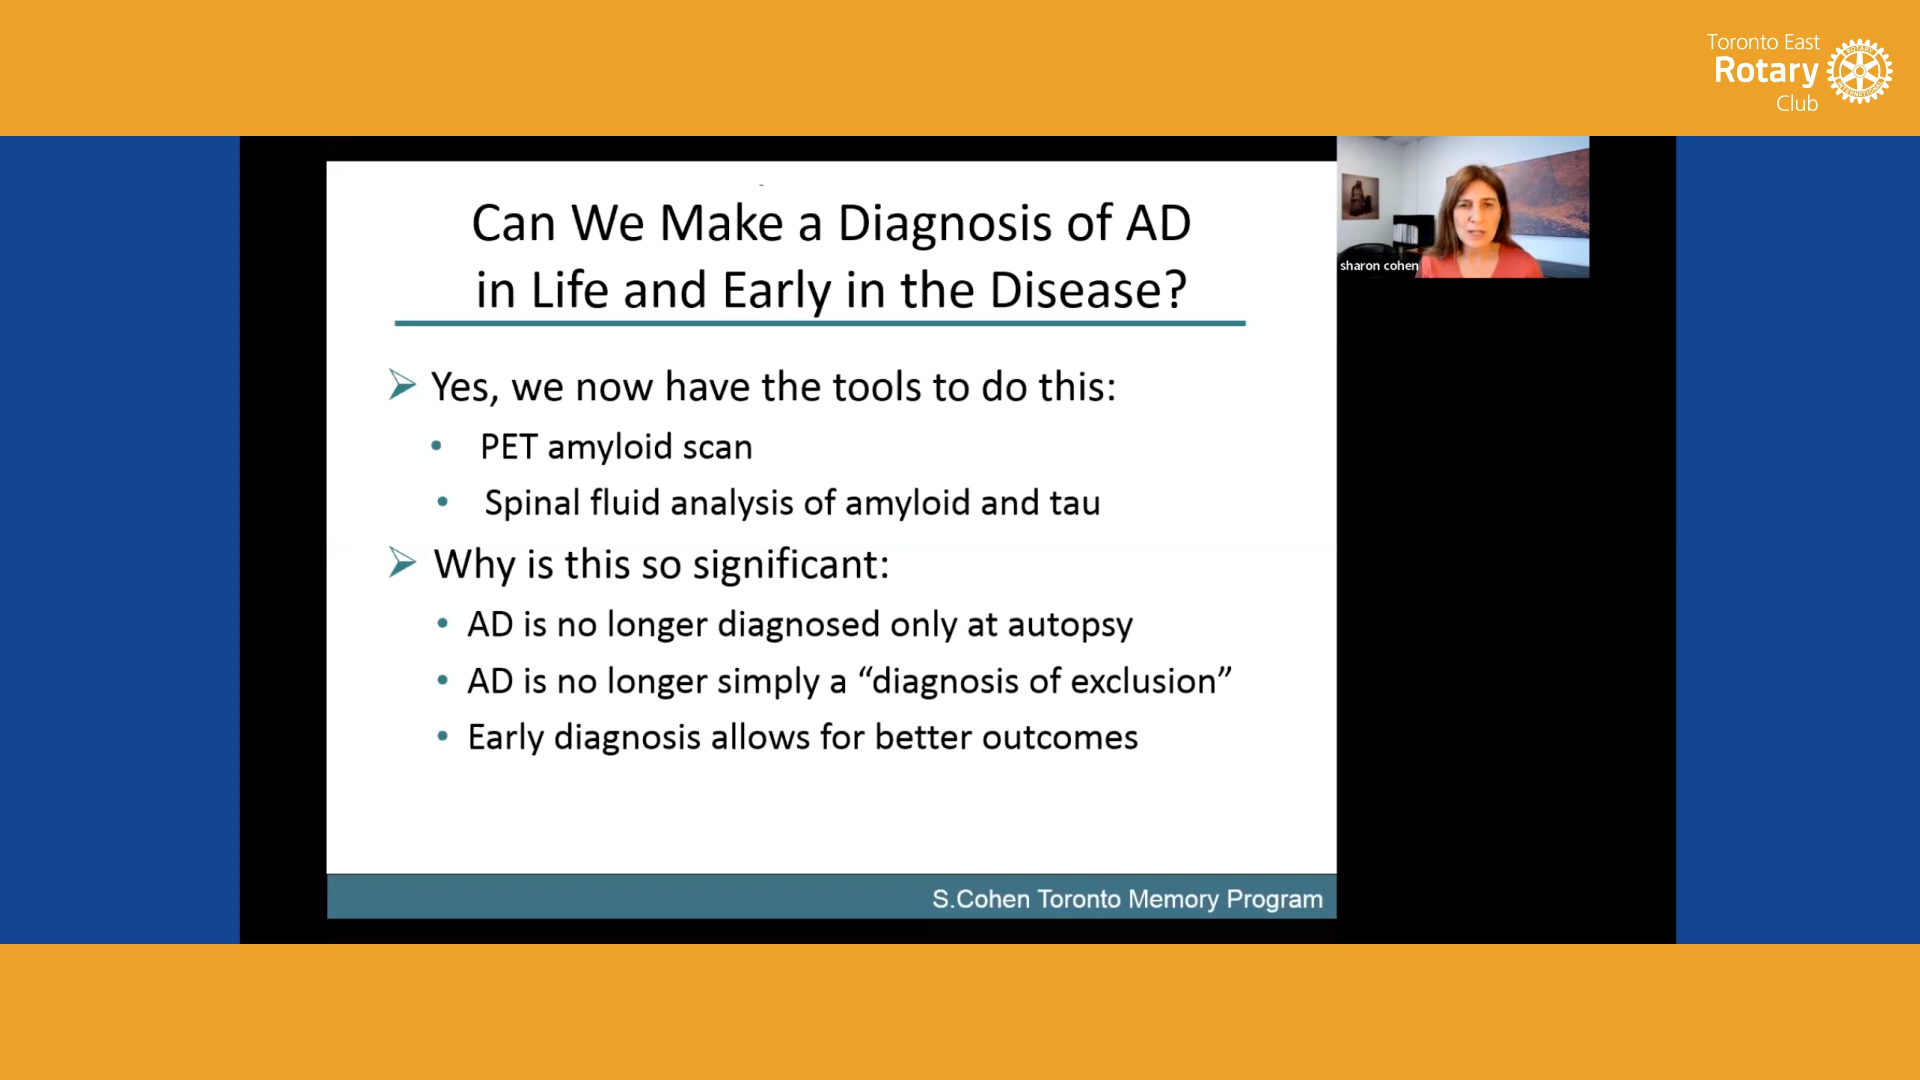 Toronto East
Rotary
Club
Can We Make a Diagnosis of AD
in Life and Early in the Disease?
Yes, we now have the tools to do this:
PET amyloid scan
Spinal fluid analysis of amyloid and tau
Why is this so significant:
AD is no longer diagnosed only at autopsy
AD is no longer simply a “diagnosis of exclusion”
Early diagnosis allows for better outcomes
S.Cohen Toronto Memory Program
sharon cohen
ROTARY
INTERNATIONAL